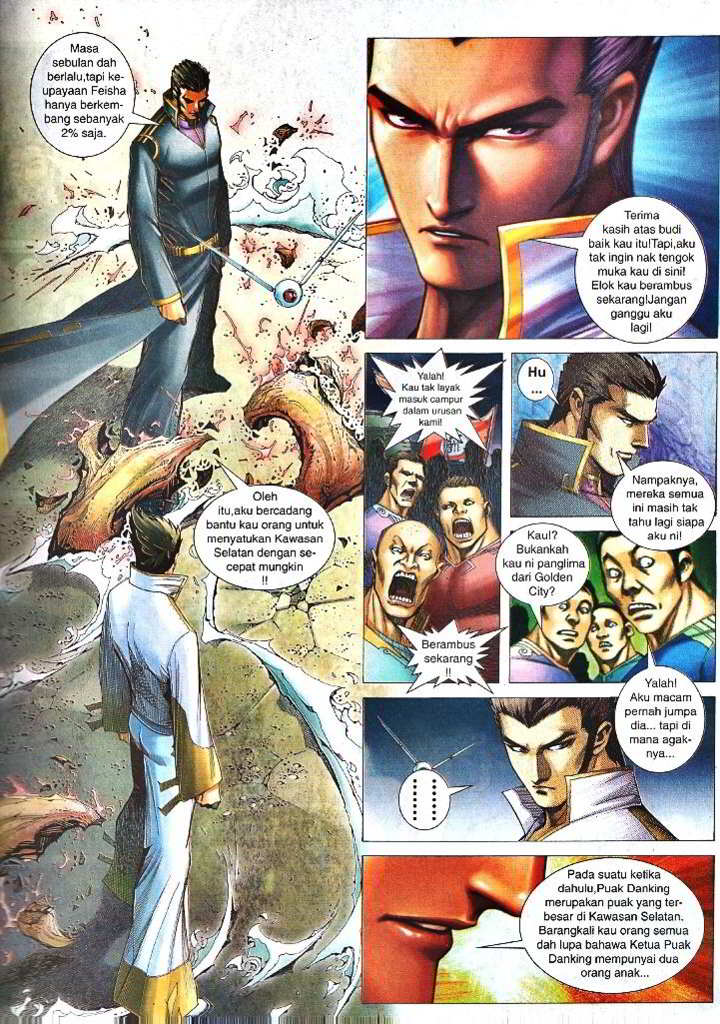 Masa
sebulan dah
berlalu,tapi ke-
upayaan Feisha
hanya berkem-
bang sebanyak
2% saja.
Oleh
itu,aku bercadang
bantu kau orang untuk
menyatukan Kawasan
Selatan dengan se-
cepat mungkin
!!
Terima
kasih atas budi
baik kau itu!Tapi,aku
tak ingin nak tengok
muka kau di sini!
Elok kau berambus
sekarang!Jangan
ganggu aku
lagi!
Yalah!
Kau tak layak
masuk campur
dalam urusan
kami!
Berambus
sekarang
!!
Hu
...
Nampaknya,
mereka semua
ini masih tak
tahu lagi siapa
aku ni!
Kaul?
Bukankah
kau ni panglima
dari Golden
City?
Yalah!
Aku macam
pernah jumpa
dia... tapi di
mana agak-
nya...
Pada suatu ketika
dahulu,Puak Danking
merupakan puak yang ter-
besar di Kawasan Selatan.
Barangkali kau orang semua
dah lupa bahawa Ketua Puak
Danking mempunyai dua
orang anak...